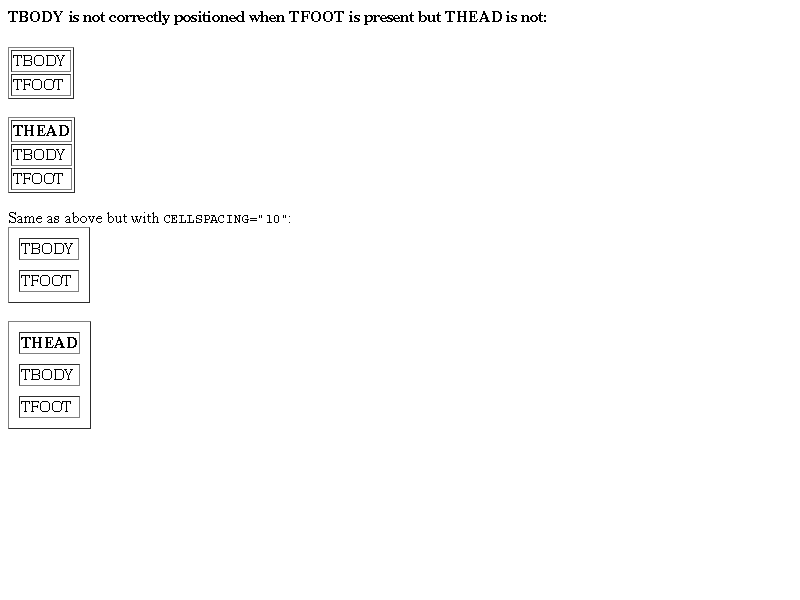 TBODY is not correctly positioned when TFOOT is present but THEAD is not:
TBODY
TFOOT
THEAD
TBODY
TFOOT
Same as above but with CELLSPACING="10":
TBODY
TFOOT
THEAD
TBODY
TFOOT